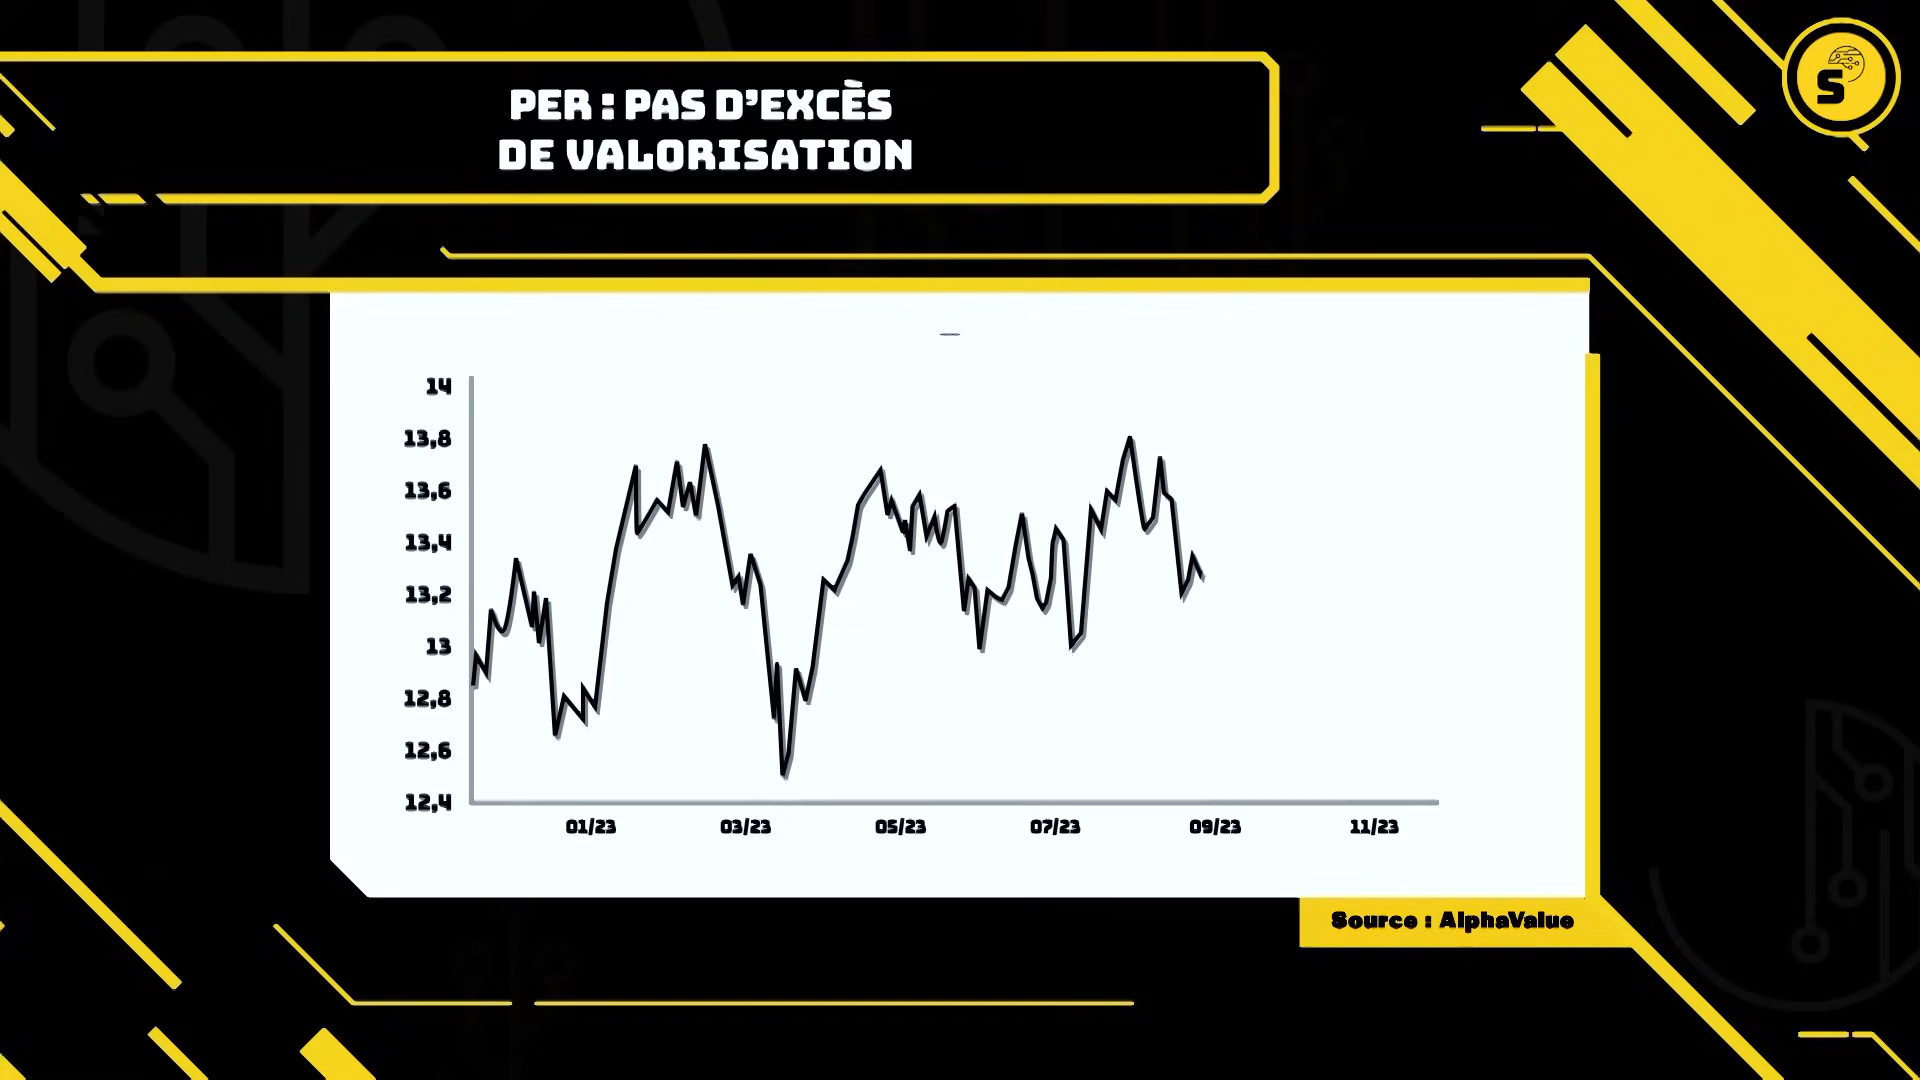 PER : PAS D’EXCÈS
DE VALORISATION
S
14
13,8
13,6
13,4
13,2
13
12,8
12,6
12,4
01/23 03/23 05/23 07/23 09/23 11/23
Source : AlphaValue